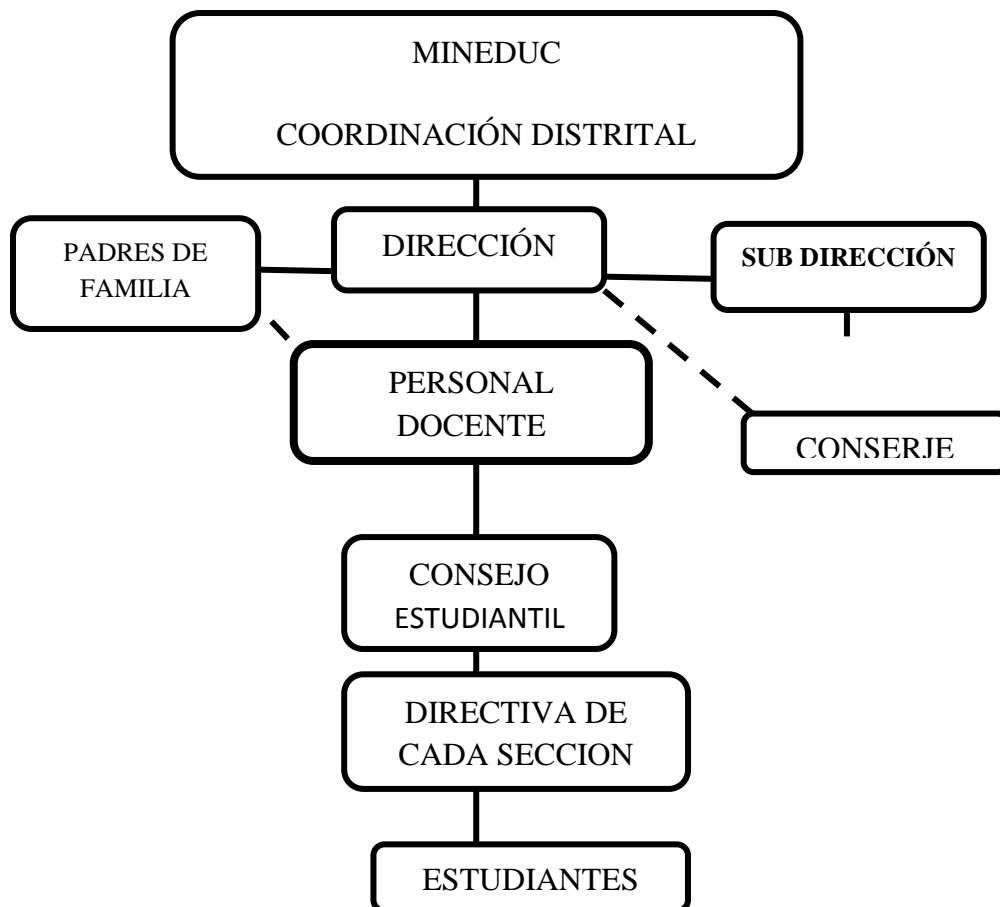 MINEDUC
COORDINACIÓN DISTRITAL
DIRECCIÓN
PADRES DE
FAMILIA
SUB DIRECCIÓN
PERSONAL
DOCENTE
CONSERJE
CONSEJO
ESTUDIANTIL
DIRECTIVA DE
CADA SECCION
ESTUDIANTES